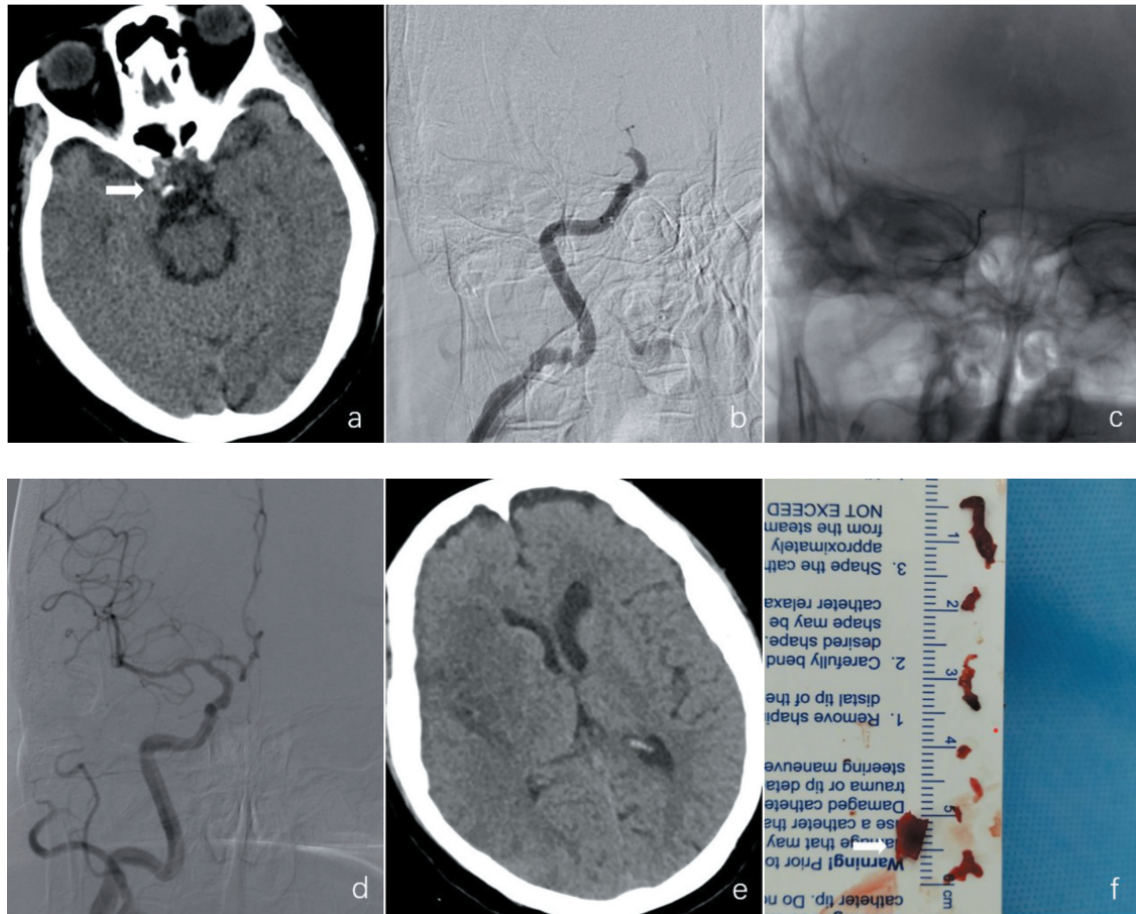 a
b
c
d
e
catheter tip. Do no
Warning! Prior to
damage that may
use a catheter tha
Damaged cathete
trauma or tip deta
steering maneuve
1. Remove shapi
distal tip of the
2. Carefully bend
desired shape.
shape may be
catheter relaxa
3. Shape the cath
approximately
from the steam
NOT EXCEED
1
2
3
4
5
6 cm
f